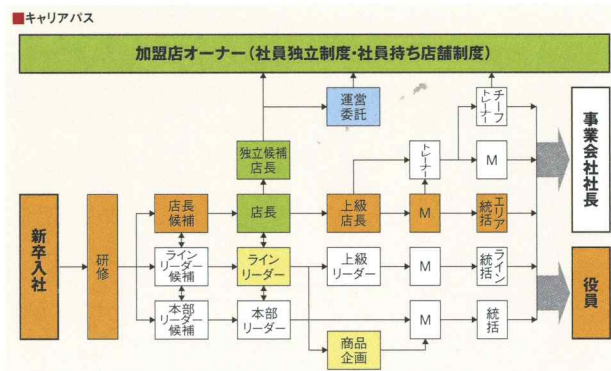 ■キャリアパス
加盟店オーナー(社員独立制度・社員持ち店舗制度)
運営
委託
チーフ
トレーナー
独立候補
店長
トレーナー
M
事業会社社長
新卒入社
研修
店長
候補
店長
上級
店長
M
エリア
統括
ライン
リーダー
候補
ライン
リーダー
上級
リーダー
M
ライン
統括
役員
本部
リーダー
候補
本部
リーダー
M
統括
商品
企画